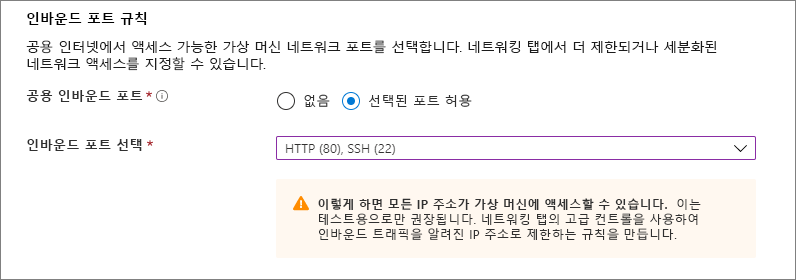 인바운드 포트 규칙
공용 인터넷에서 액세스 가능한 가상 머신 네트워크 포트를 선택합니다. 네트워킹 탭에서 더 제한되거나 세분화된
네트워크 액세스를 지정할 수 있습니다.
공용 인바운드 포트 * 없음 선택된 포트 허용
인바운드 포트 선택 * HTTP (80), SSH (22)
이렇게 하면 모든 IP 주소가 가상 머신에 액세스할 수 있습니다. 이는
테스트용으로만 권장됩니다. 네트워킹 탭의 고급 컨트롤을 사용하여
인바운드 트래픽을 알려진 IP 주소로 제한하는 규칙을 만듭니다.